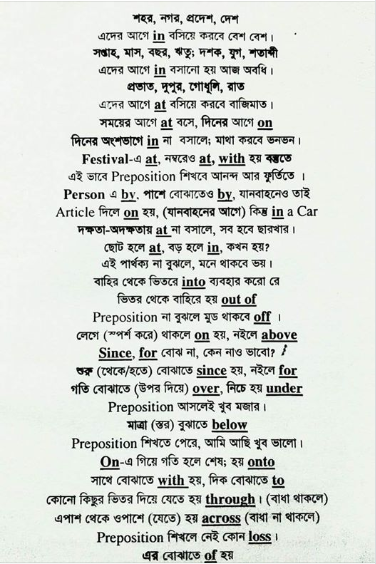 শহর, নগর, প্রদেশ, দেশ
এদের আগে in বসিয়ে করবে বেশ বেশ।
সপ্তাহ, মাস, বছর, ঋতু; দশক, যুগ, শতাব্দী
এদের আগে in বসানো হয় আজ অবধি।
প্রভাত, দুপুর, গোধূলি, রাত
এদের আগে at বসিয়ে করবে বাজিমাত।
সময়ের আগে at বসে, দিনের আগে on
দিনের অংশভাগে in না বসালে; মাথা করবে ভনভন।
Festival-এ at, নম্বরেও at, with হয় বস্তুতে
এই ভাবে Preposition শিখবে আনন্দ আর ফুর্তিতে ।
Person এ by, পাশে বোঝাতেও by, যানবাহনেও তাই
Article দিলে on হয়, (যানবাহনের আগে) কিন্তু in a Car
দক্ষতা-অদক্ষতায় at না বসালে, সব হবে ছারখার।
ছোট হলে at, বড় হলে in, কখন হয়?
এই পার্থক্য না বুঝলে, মনে থাকবে ভয়।
বাহির থেকে ভিতরে into ব্যবহার করো রে
ভিতর থেকে বাহিরে হয় out of
Preposition না বুঝলে মুড থাকবে off ।
লেগে (স্পর্শ করে) থাকলে on হয়, নইলে above
Since, for বোঝ না, কেন নাও ভাবো?
শুরু (থেকে/হতে) বোঝাতে since হয়, নইলে for
গতি বোঝাতে (উপর দিয়ে) over, নিচে হয় under
Preposition আসলেই খুব মজার।
মাত্রা (স্তর) বুঝাতে below
Preposition শিখতে পেরে, আমি আছি খুব ভালো।
On-এ গিয়ে গতি হলে শেষ; হয় onto
সাথে বোঝাতে with হয়, দিক বোঝাতে to
কোনো কিছুর ভিতর দিয়ে যেতে হয় through। (বাধা থাকলে)
এপাশ থেকে ওপাশে (যেতে) হয় across (বাধা না থাকলে)
Preposition শিখলে নেই কোন loss ।
এর বোঝাতে of হয়